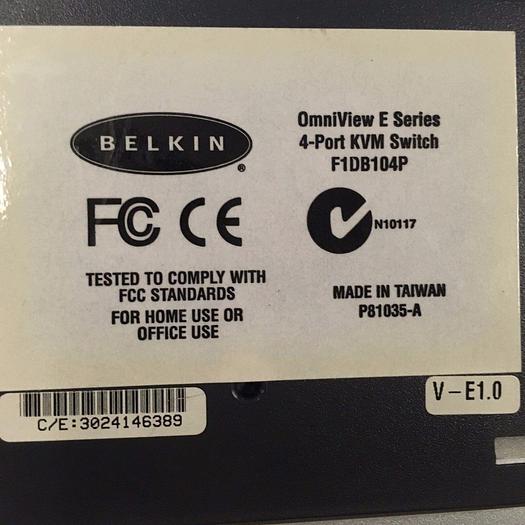 BELKIN®
OmniView E Series
4-Port KVM Switch
F1DB104P
FCC CE
N10117
TESTED TO COMPLY WITH
FCC STANDARDS
FOR HOME USE OR
OFFICE USE
MADE IN TAIWAN
P81035-A
C/E:3024146389
V-E1.0